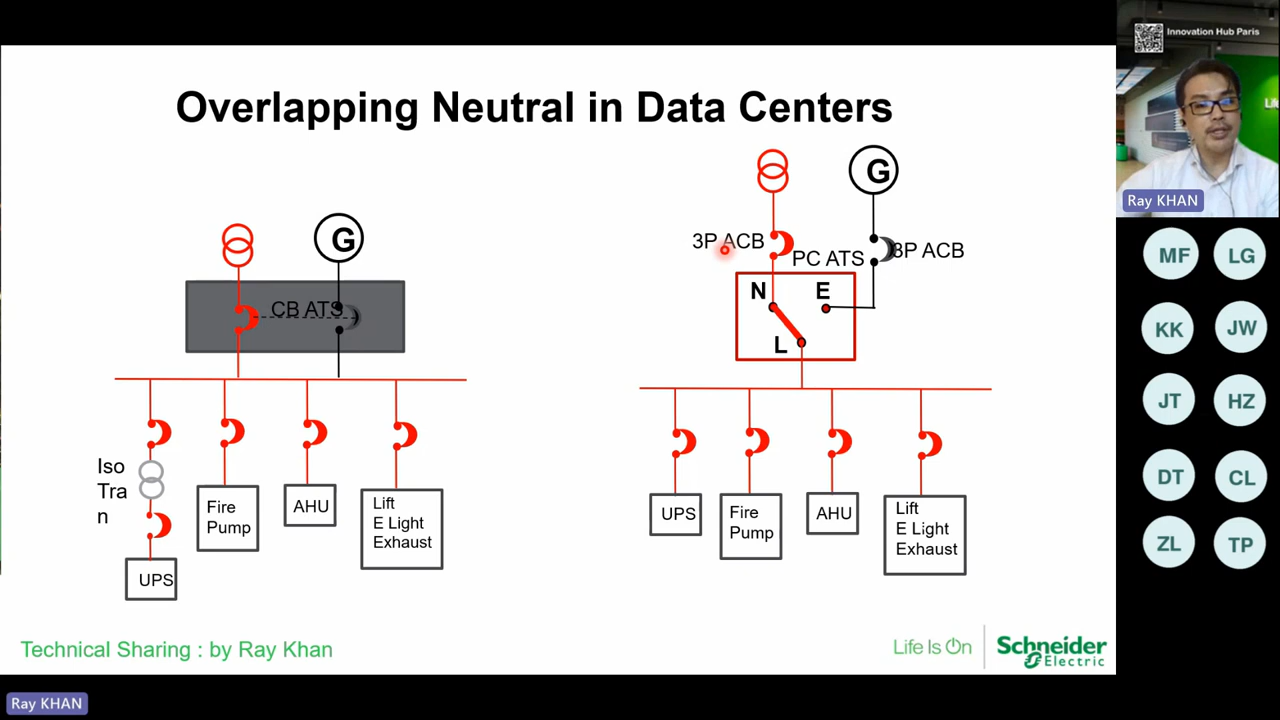 Innovation Hub Paris
Li
Ray KHAN
Overlapping Neutral in Data Centers
G
CB ATS
Iso
Tra
n
UPS
Fire
Pump
AHU
Lift
E Light
Exhaust
G
3P ACB
PC ATS
3P ACB
N
E
L
UPS
Fire
Pump
AHU
Lift
E Light
Exhaust
MF
LG
KK
JW
JT
HZ
DT
CL
ZL
TP
Technical Sharing : by Ray Khan
Life Is On
Schneider
Electric
Ray KHAN